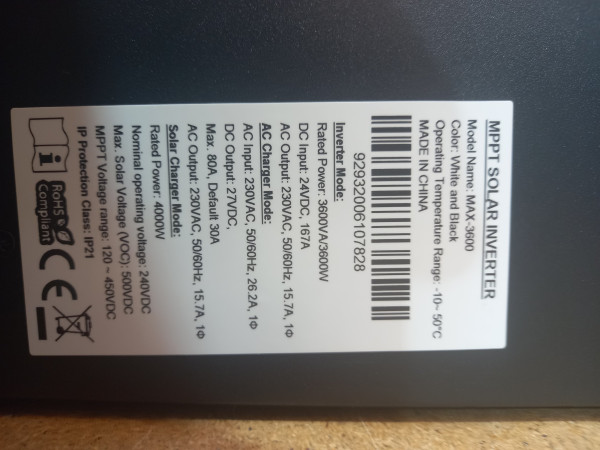 MPPT SOLAR INVERTER
Model Name: MAX-3600
Color: White and Black
Operating Temperature Range: -10~ 50°C
MADE IN CHINA
92932006107828
Inverter Mode:
Rated Power: 3600VA/3600W
DC Input: 24VDC, 167A
AC Output: 230VAC, 50/60Hz, 15.7A, 1Φ
AC Charger Mode:
AC Input: 230VAC, 50/60Hz, 26.2A, 1Φ
DC Output: 27VDC,
Max. 80A, Default 30A
AC Output: 230VAC, 50/60Hz, 15.7A, 1Φ
Solar Charger Mode:
Rated Power: 4000W
Nominal operating voltage: 240VDC
Max. Solar Voltage (VOC): 500VDC
MPPT Voltage range: 120 ~ 450VDC
IP Protection Class: IP21
RoHS
Compliant
CE